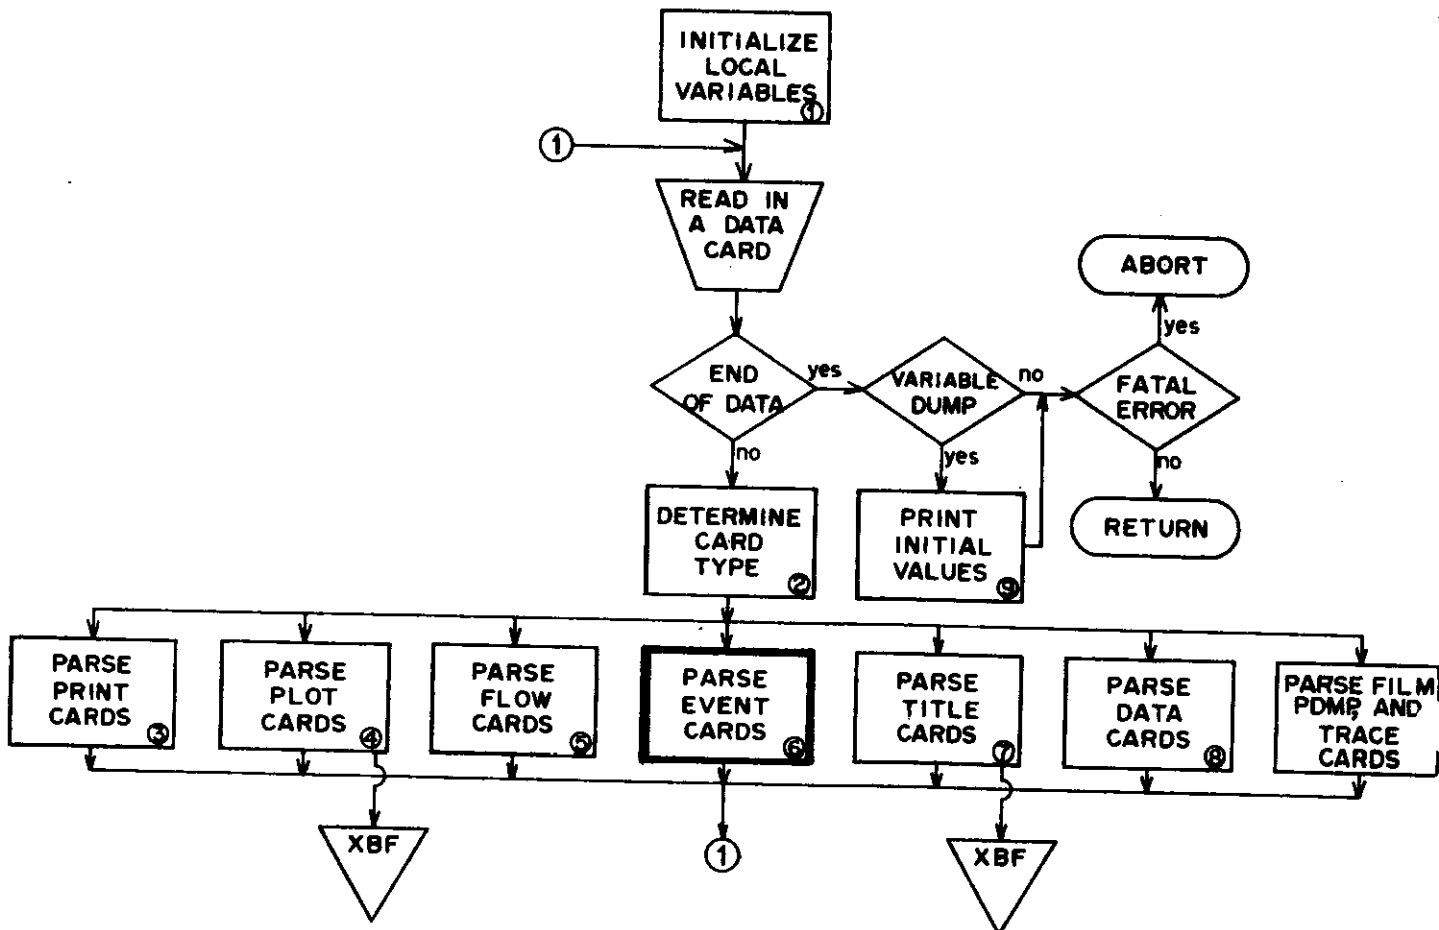 INITIALIZE
LOCAL
VARIABLES
①
①
READ IN
A DATA
CARD
ABORT
yes
END
OF DATA
yes
VARIABLE
DUMP
no
FATAL
ERROR
no
yes
no
DETERMINE
CARD
TYPE
②
PRINT
INITIAL
VALUES
⑨
RETURN
PARSE
PRINT
CARDS
③
PARSE
PLOT
CARDS
④
PARSE
FLOW
CARDS
⑤
PARSE
EVENT
CARDS
⑥
PARSE
TITLE
CARDS
⑦
PARSE
DATA
CARDS
⑧
PARSE FILM,
PDMP, AND
TRACE
CARDS
XBF
①
XBF